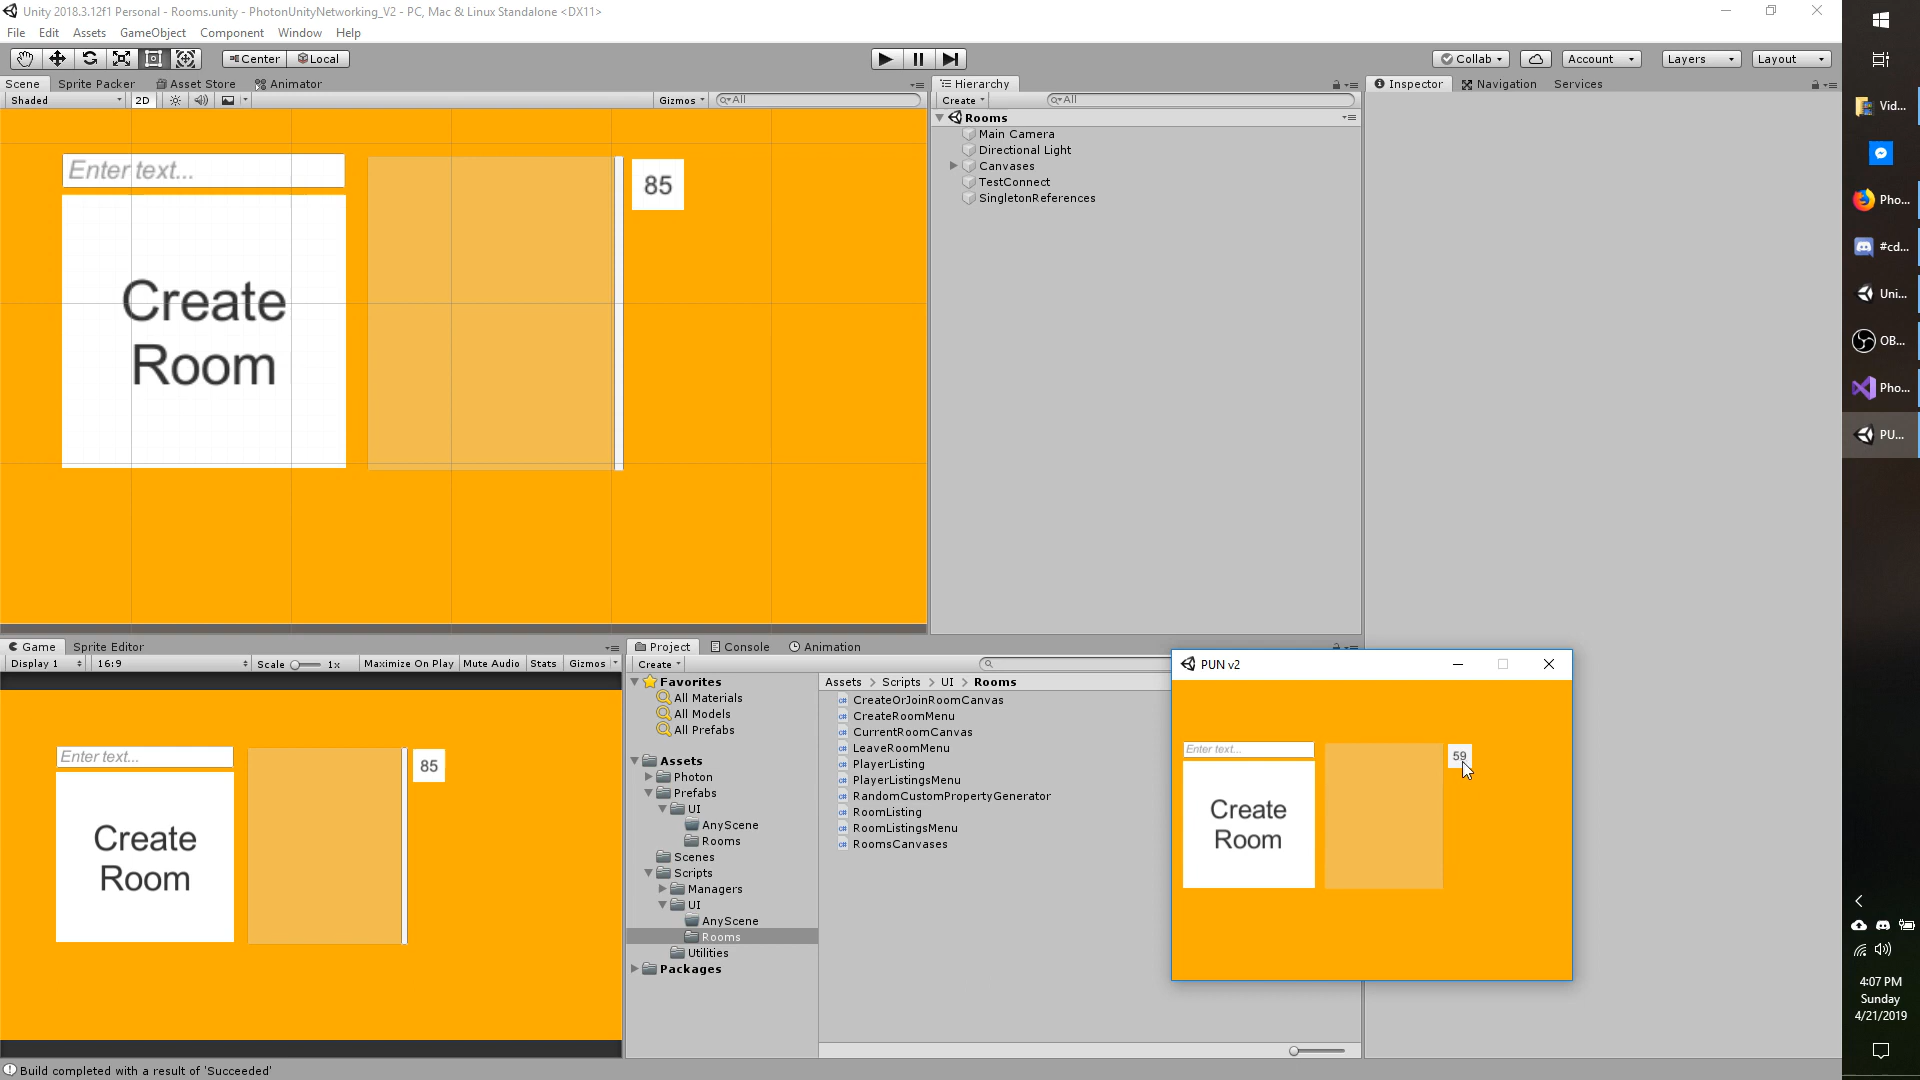 Unity 2018.3.12f1 Personal - Rooms.unity - PhotonUnityNetworking_V2 - PC, Mac & Linux Standalone <DX11>
File Edit Assets GameObject Component Window Help
Center Local
Collab Account Layers Layout
Scene Sprite Packer Asset Store Animator
Shaded 2D Gizmos All
Enter text...
Create
Room
85
Hierarchy
Create All
Rooms
Main Camera
Directional Light
Canvases
TestConnect
SingletonReferences
Inspector Navigation Services
Game Sprite Editor
Display 1 16:9 Scale 1x Maximize On Play Mute Audio Stats Gizmos
Enter text...
Create
Room
85
Project Console Animation
Create
Favorites
All Materials
All Models
All Prefabs
Assets
Photon
Prefabs
UI
AnyScene
Rooms
Scenes
Scripts
Managers
UI
AnyScene
Rooms
Utilities
Packages
Assets > Scripts > UI > Rooms
CreateOrJoinRoomCanvas
CreateRoomMenu
CurrentRoomCanvas
LeaveRoomMenu
PlayerListing
PlayerListingsMenu
RandomCustomPropertyGenerator
RoomListing
RoomListingsMenu
RoomsCanvases
PUN v2
Enter text...
Create
Room
59
Build completed with a result of 'Succeeded'
Vid...
Pho...
#cd...
Uni...
OB...
Pho...
PU...
4:07 PM
Sunday
4/21/2019